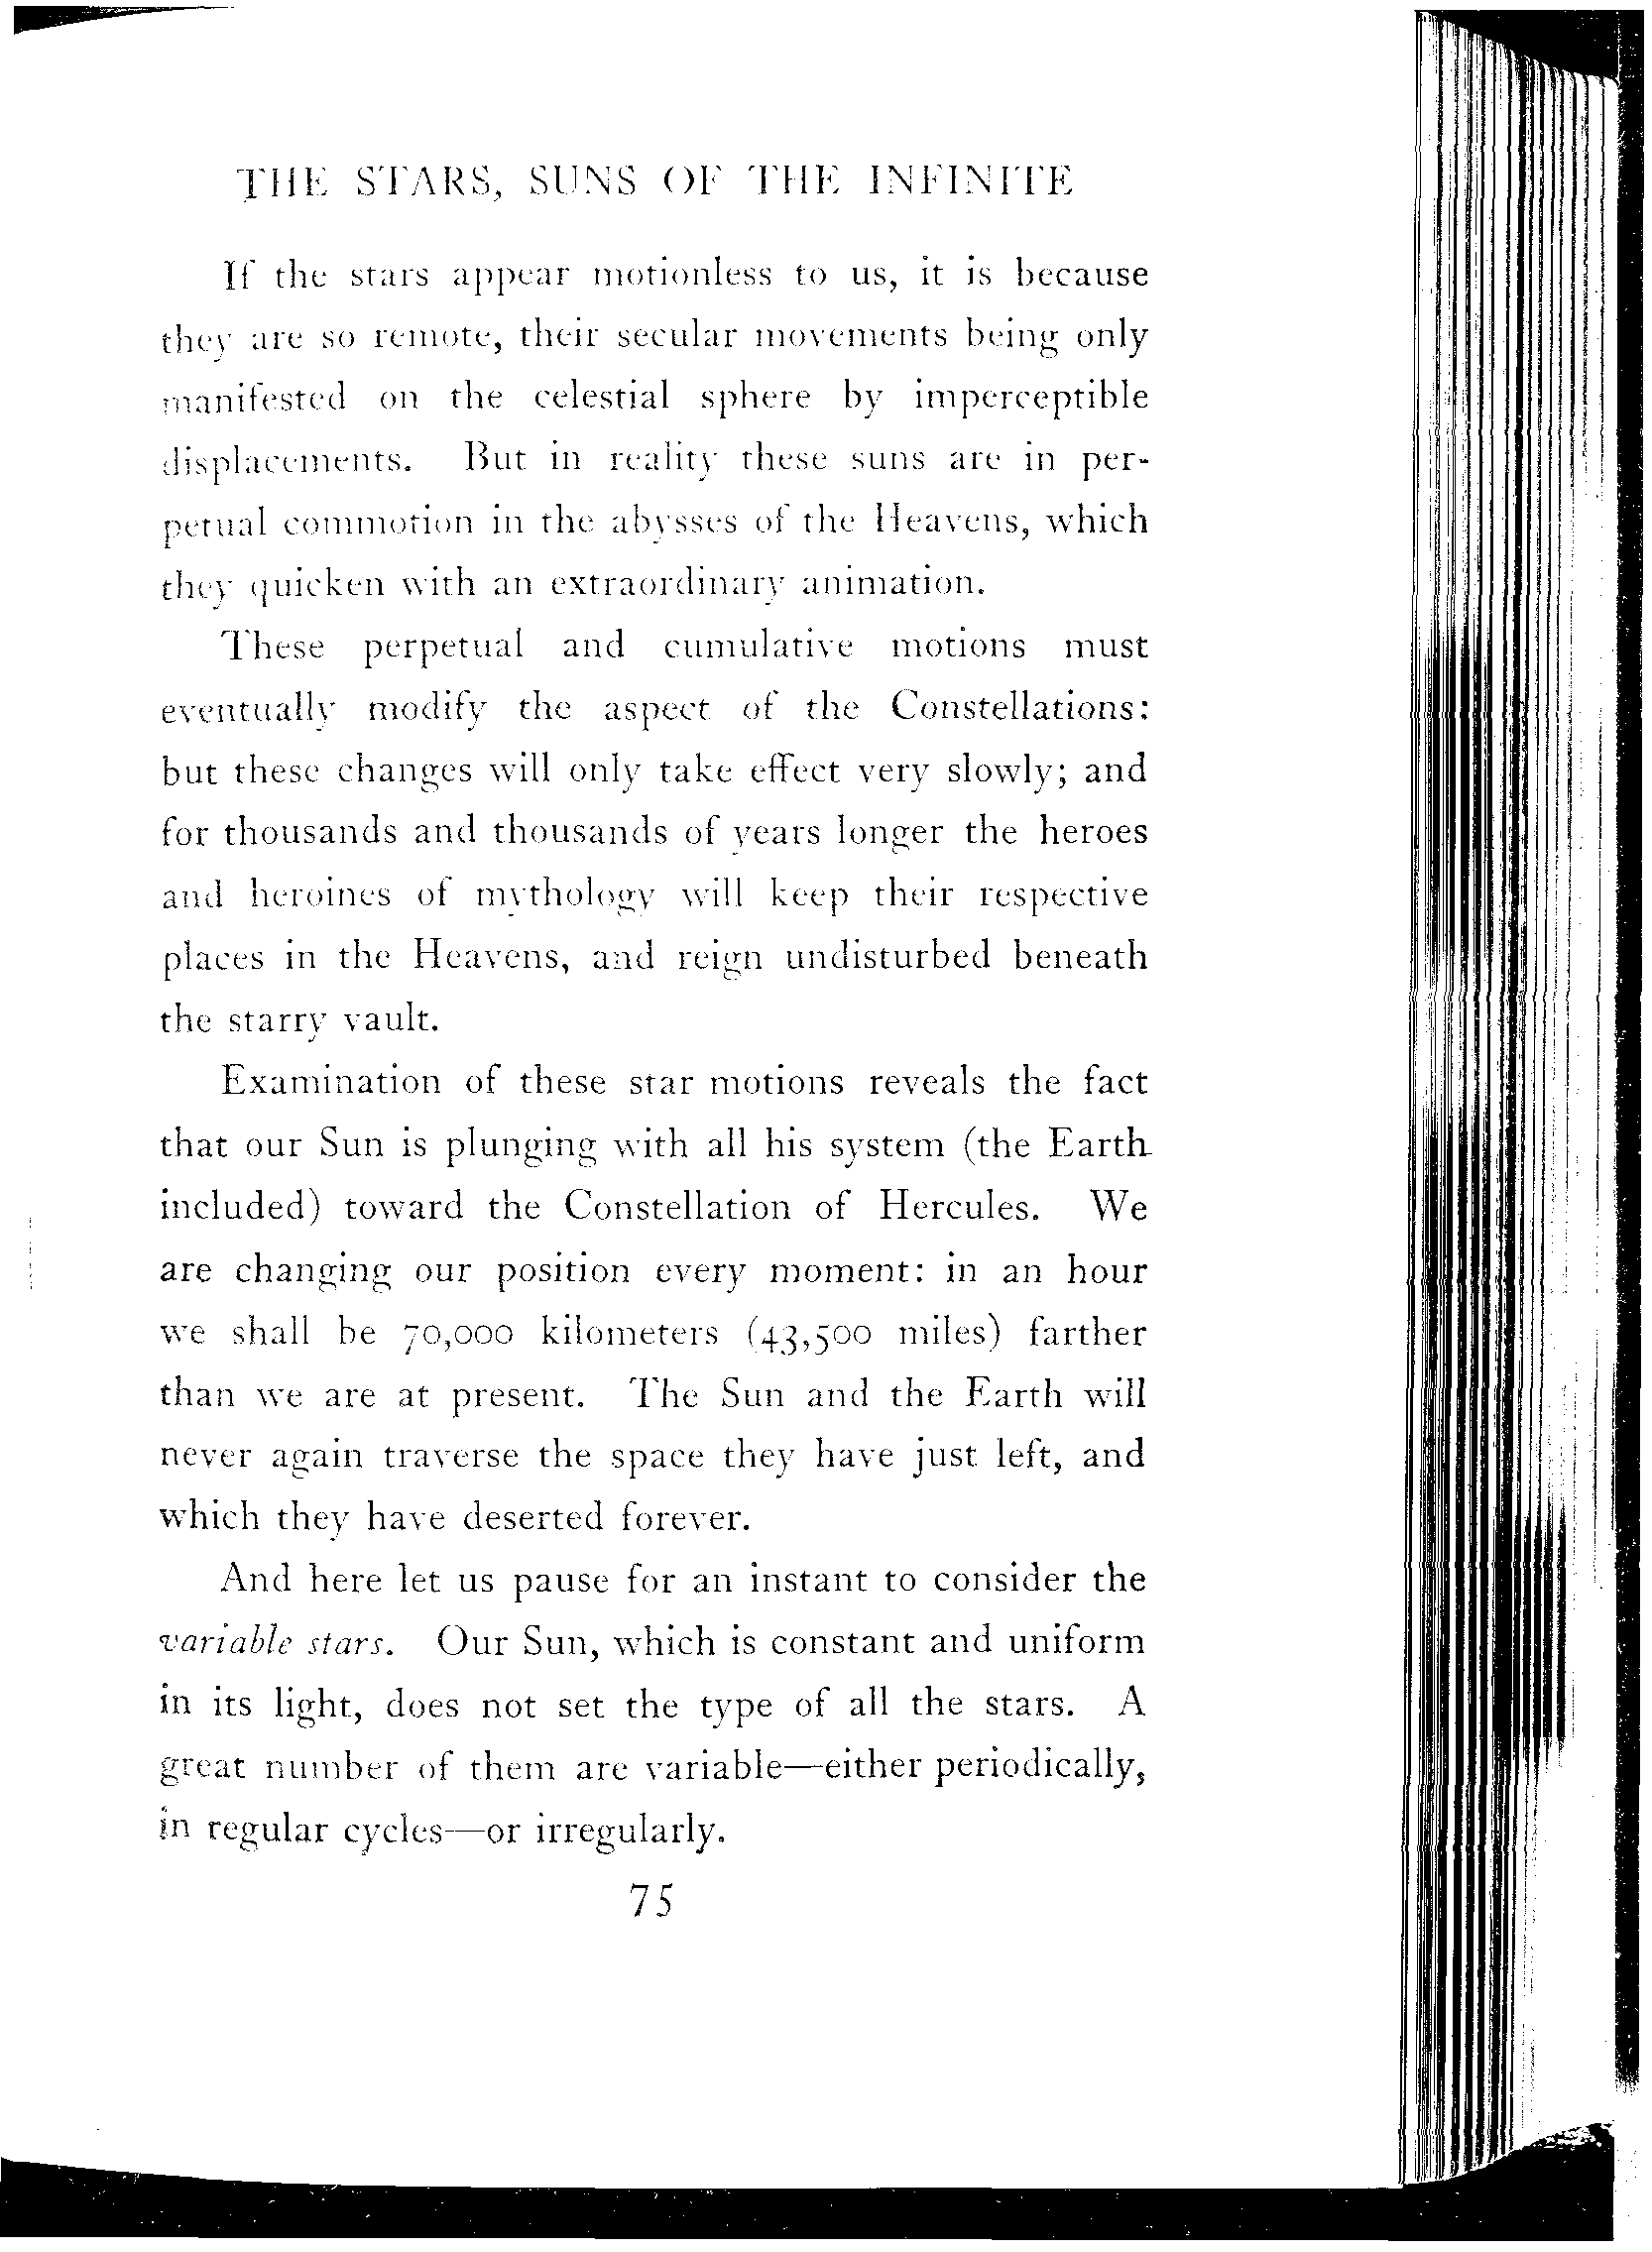 THE STARS, SUNS OF THE INFINITE
If the stars appear motionless to us, it is because
they are so remote, their secular movements being only
manifested on the celestial sphere by imperceptible
displacements. But in reality these suns are in per-
petual commotion in the abysses of the Heavens, which
they quicken with an extraordinary animation.
These perpetual and cumulative motions must
eventually modify the aspect of the Constellations:
but these changes will only take effect very slowly; and
for thousands and thousands of years longer the heroes
and heroines of mythology will keep their respective
places in the Heavens, and reign undisturbed beneath
the starry vault.
Examination of these star motions reveals the fact
that our Sun is plunging with all his system (the Earth
included) toward the Constellation of Hercules. We
are changing our position every moment: in an hour
we shall be 70,000 kilometers (43,500 miles) farther
than we are at present. The Sun and the Earth will
never again traverse the space they have just left, and
which they have deserted forever.
And here let us pause for an instant to consider the
variable stars. Our Sun, which is constant and uniform
in its light, does not set the type of all the stars. A
great number of them are variable—either periodically,
in regular cycles—or irregularly.
75